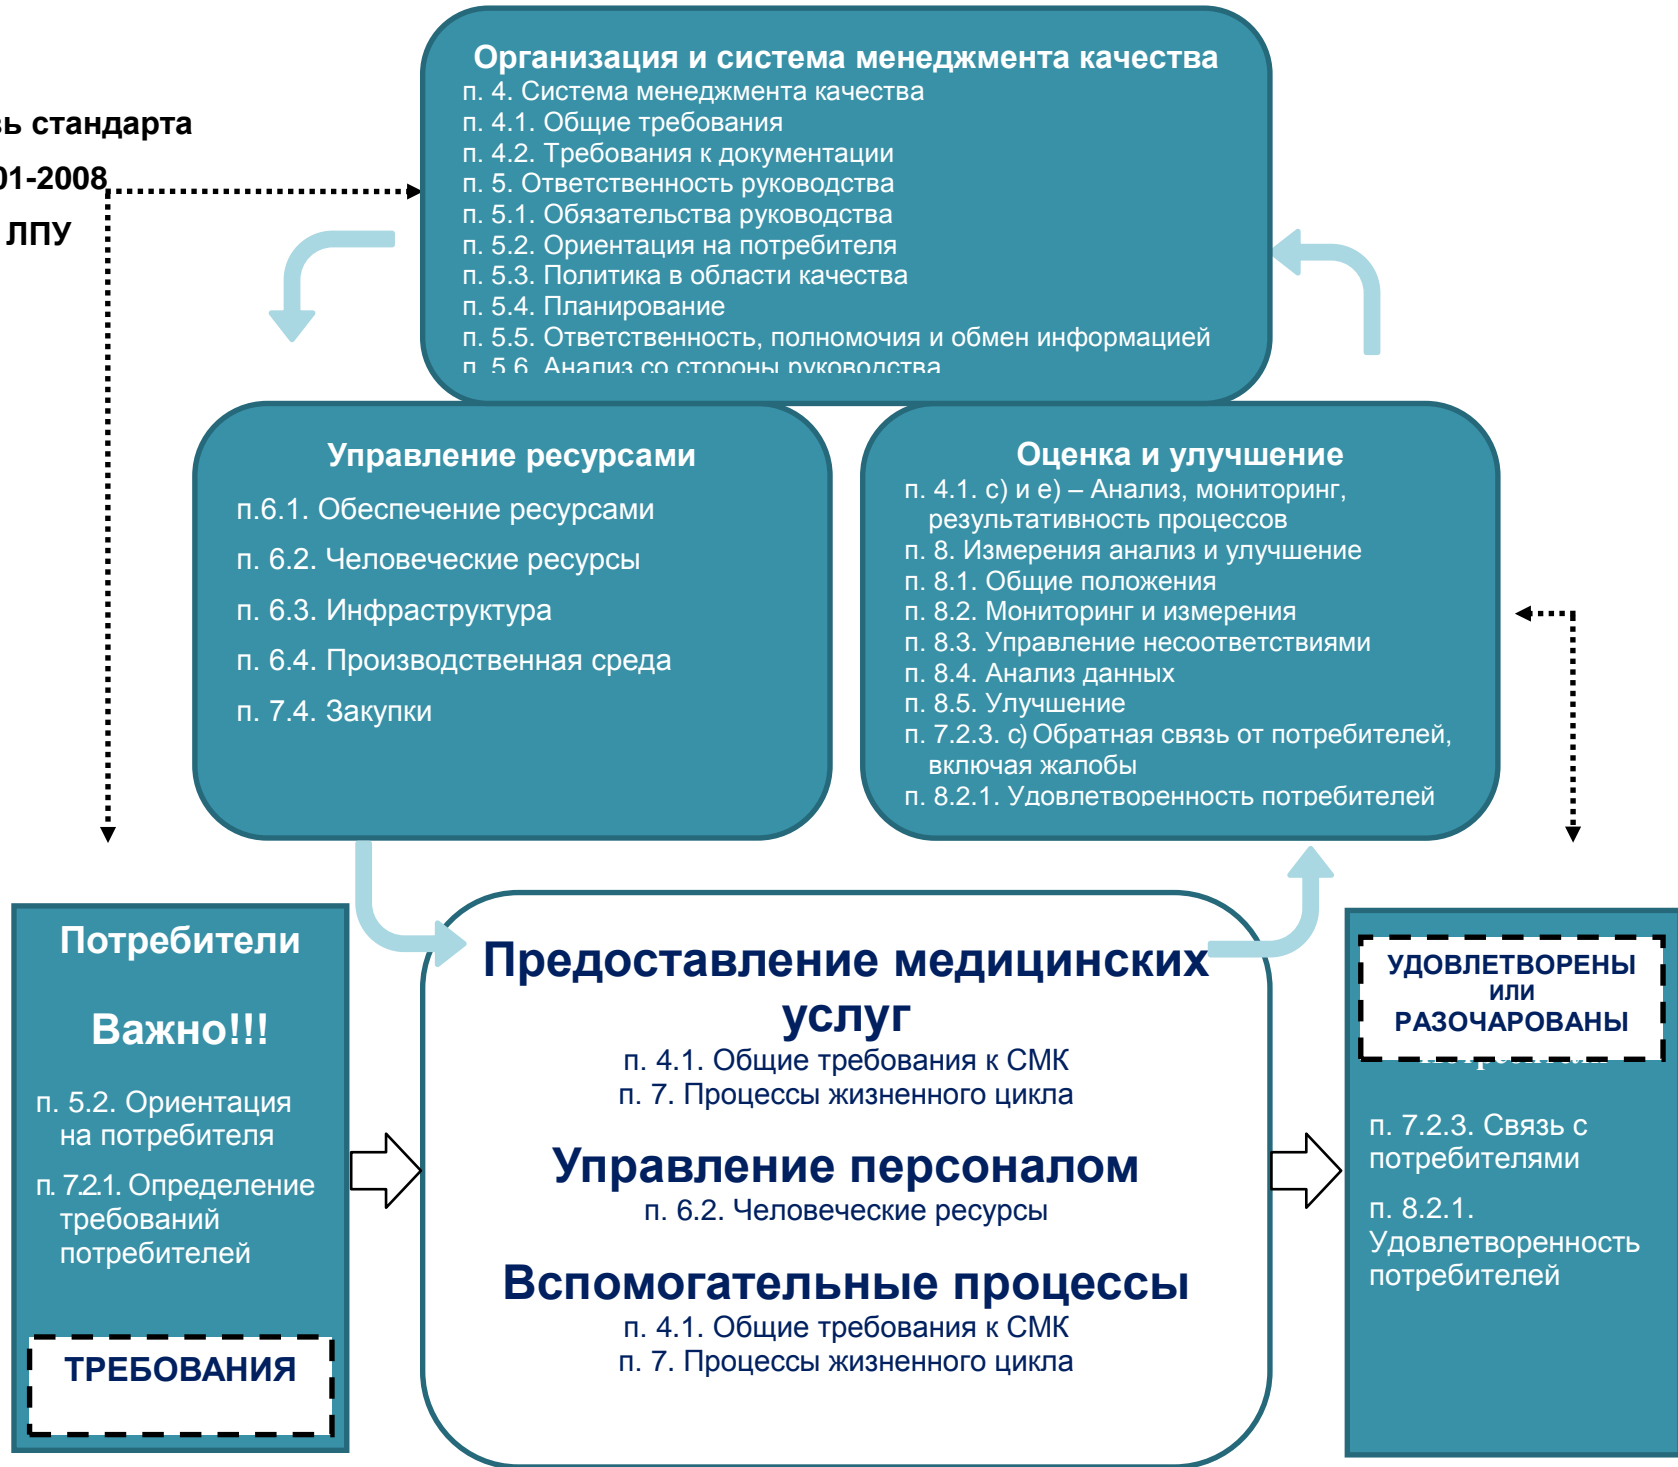 Организация и система менеджмента качества
п. 4. Система менеджмента качества
п. 4.1. Общие требования
п. 4.2. Требования к документации
п. 5. Ответственность руководства
п. 5.1. Обязательства руководства
п. 5.2. Ориентация на потребителя
п. 5.3. Политика в области качества
п. 5.4. Планирование
п. 5.5. Ответственность, полномочия и обмен информацией
п. 5.6. Анализ со стороны руководства
стандарта
01-2008
ЛПУ
Управление ресурсами
п.6.1. Обеспечение ресурсами
п. 6.2. Человеческие ресурсы
п. 6.3. Инфраструктура
п. 6.4. Производственная среда
п. 7.4. Закупки
Оценка и улучшение
п. 4.1. с) и е) – Анализ, мониторинг,
результативность процессов
п. 8. Измерения анализ и улучшение
п. 8.1. Общие положения
п. 8.2. Мониторинг и измерения
п. 8.3. Управление несоответствиями
п. 8.4. Анализ данных
п. 8.5. Улучшение
п. 7.2.3. с) Обратная связь от потребителей,
включая жалобы
п. 8.2.1. Удовлетворенность потребителей
Потребители
Важно!!!
п. 5.2. Ориентация
на потребителя
п. 7.2.1. Определение
требований
потребителей
ТРЕБОВАНИЯ
Предоставление медицинских
услуг
п. 4.1. Общие требования к СМК
п. 7. Процессы жизненного цикла
Управление персоналом
п. 6.2. Человеческие ресурсы
Вспомогательные процессы
п. 4.1. Общие требования к СМК
п. 7. Процессы жизненного цикла
УДОВЛЕТВОРЕНЫ
ИЛИ
РАЗОЧАРОВАНЫ
п. 7.2.3. Связь с
потребителями
п. 8.2.1.
Удовлетворенность
потребителей